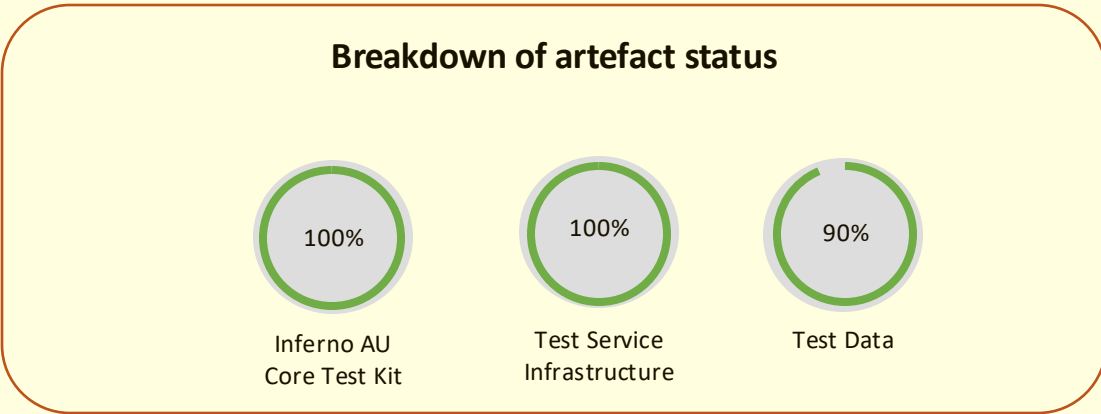 Breakdown of artefact status
100%
100%
90%
Inferno AU
Core Test Kit
Test Service
Infrastructure
Test Data